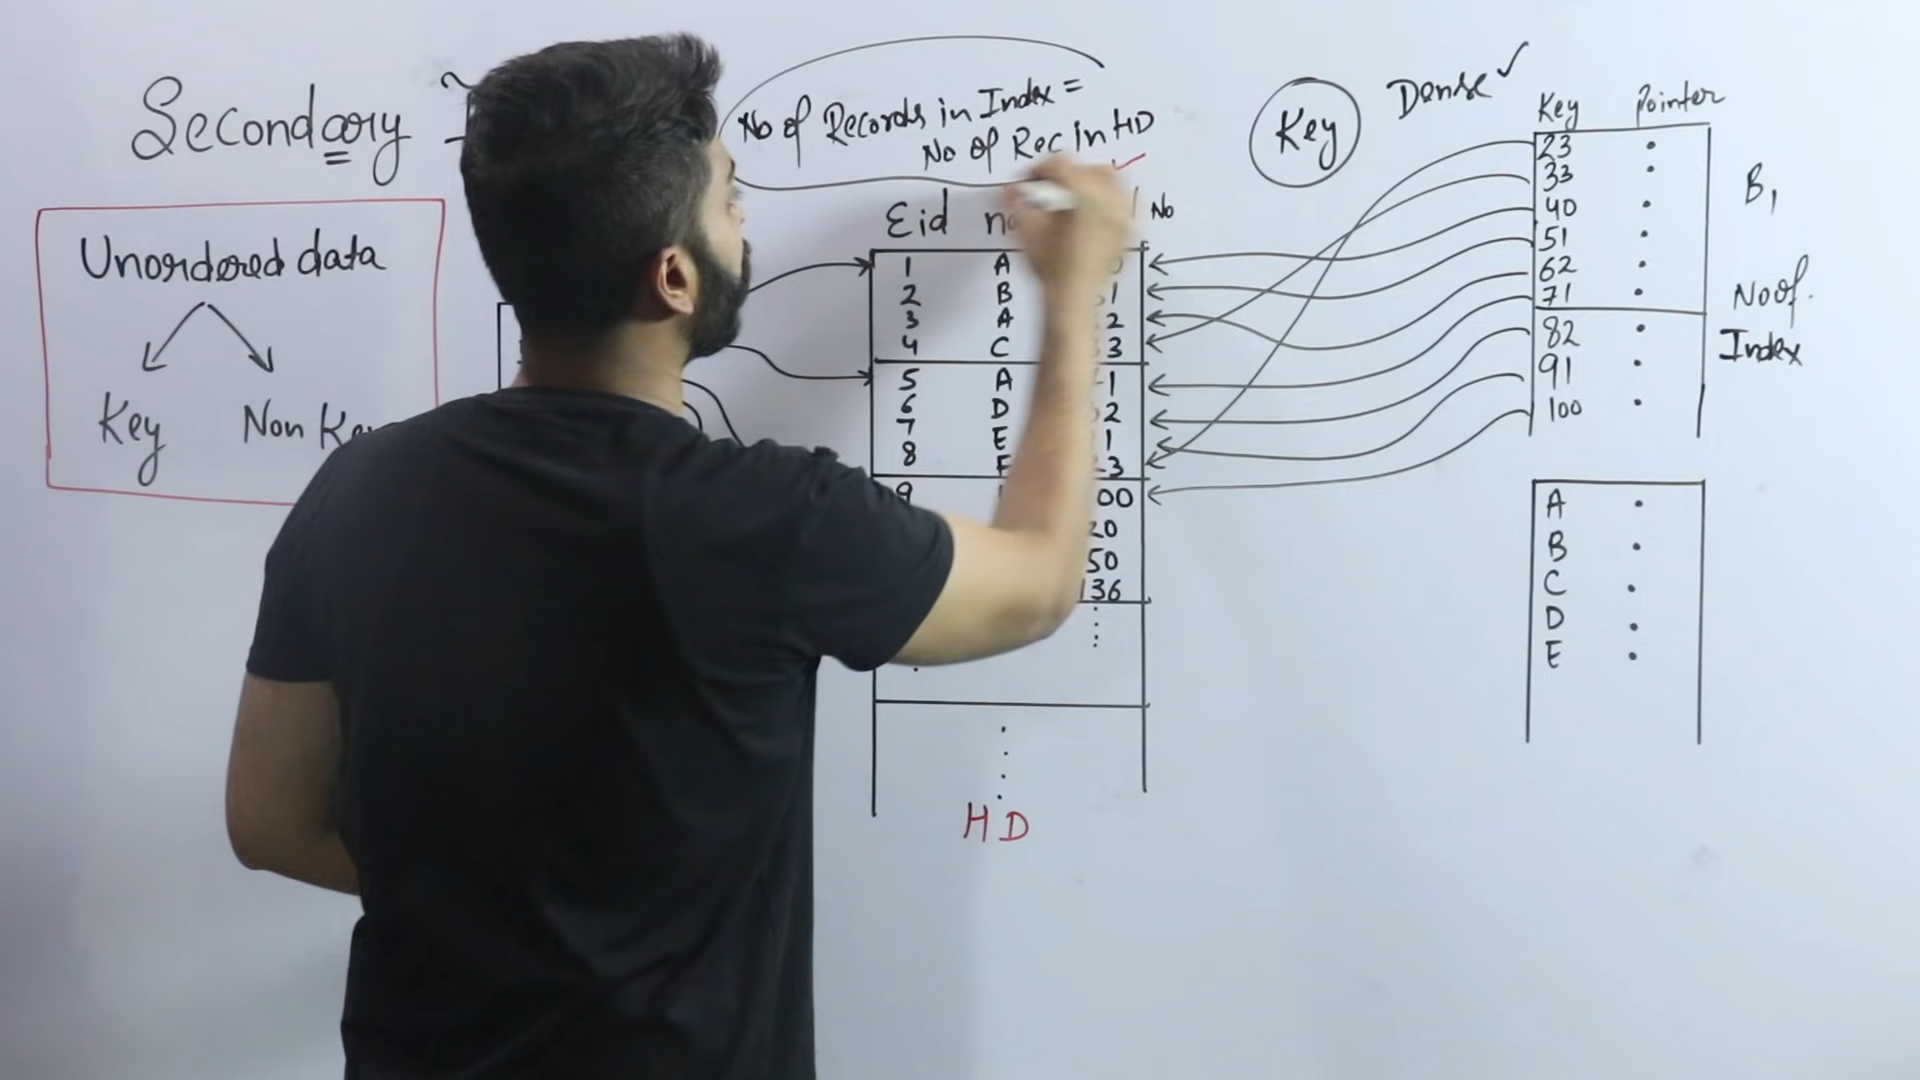 Secondary
No of Records in Index =
No of Rec in HD
Key
Dense ✓
Key Pointer
23
33
40
51
62
71
82
91
100
B1
No of.
Index
Unordered data
Key Non
Eid No
1 A
2 B
3 A
4 C
5 A
6 D
7 E
8
9 00
50
136
HD
A
B
C
D
E